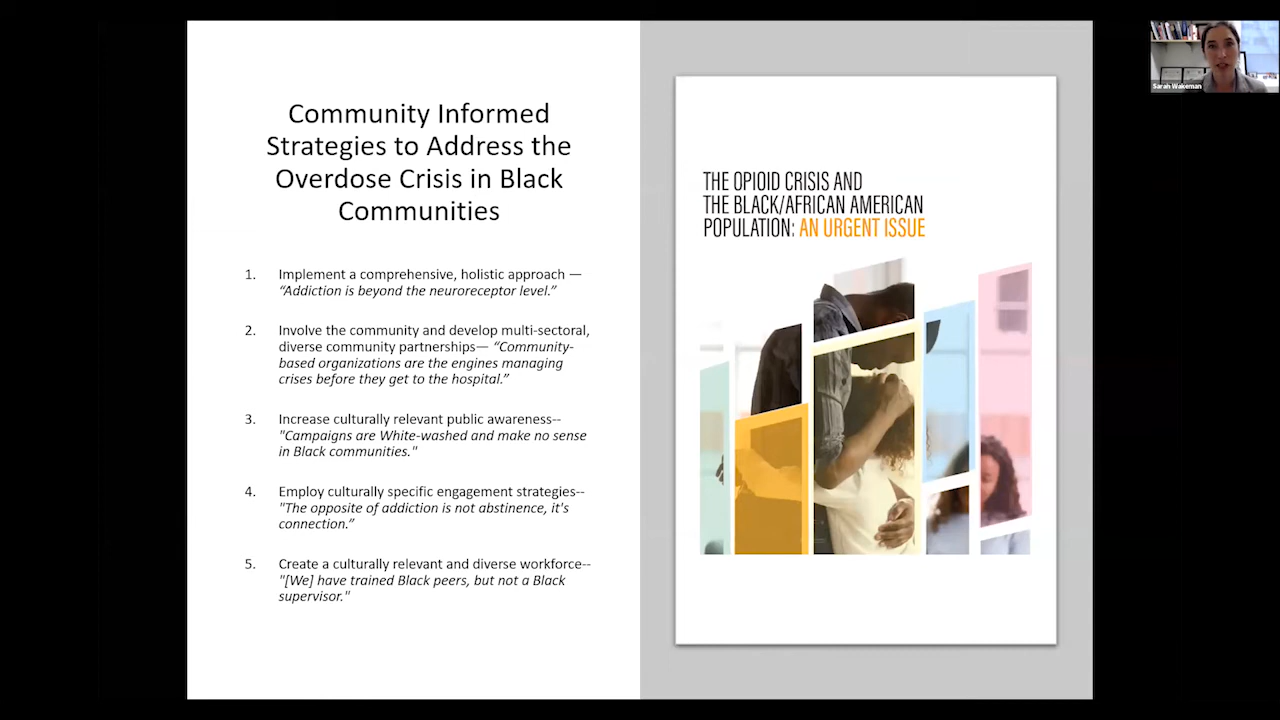 Community Informed
Strategies to Address the
Overdose Crisis in Black
Communities
1. Implement a comprehensive, holistic approach —
“Addiction is beyond the neuroreceptor level.”
2. Involve the community and develop multi-sectoral,
diverse community partnerships— “Community-
based organizations are the engines managing
crises before they get to the hospital.”
3. Increase culturally relevant public awareness--
"Campaigns are White-washed and make no sense
in Black communities."
4. Employ culturally specific engagement strategies--
"The opposite of addiction is not abstinence, it's
connection.”
5. Create a culturally relevant and diverse workforce--
"[We] have trained Black peers, but not a Black
supervisor."
THE OPIOID CRISIS AND
THE BLACK/AFRICAN AMERICAN
POPULATION: AN URGENT ISSUE
Sarah Wakeman